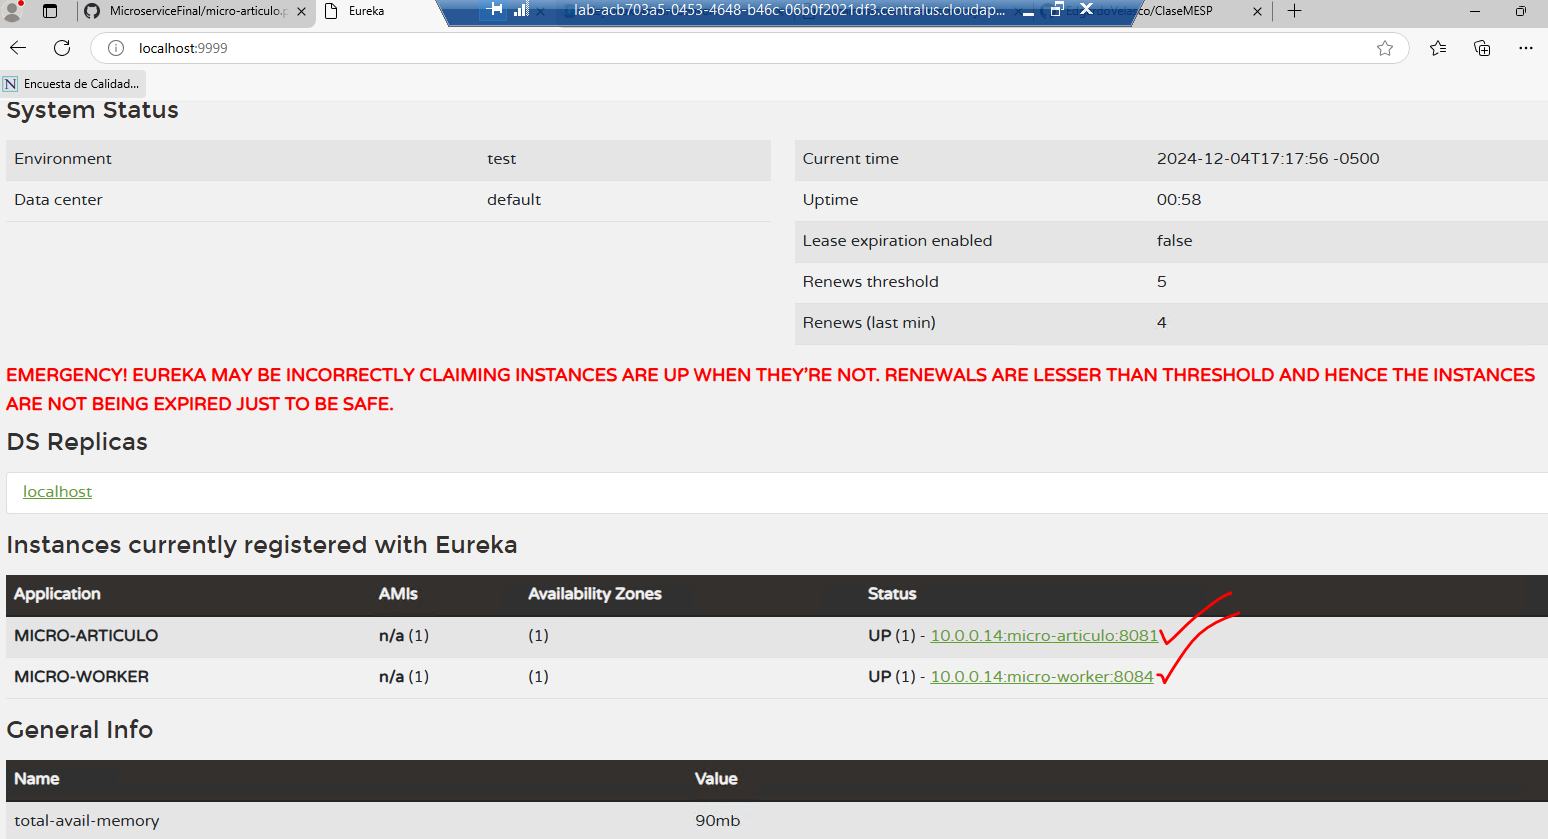 MicroserviceFinal/micro-articulo.p
Eureka
lab-acb703a5-0453-4648-b46c-06b0f2021df3.centralus.cloudap...
EdgardoVelasco/ClaseMESP
localhost:9999
N Encuesta de Calidad...
System Status
Environment test
Data center default
Current time 2024-12-04T17:17:56 -0500
Uptime 00:58
Lease expiration enabled false
Renews threshold 5
Renews (last min) 4
EMERGENCY! EUREKA MAY BE INCORRECTLY CLAIMING INSTANCES ARE UP WHEN THEY'RE NOT. RENEWALS ARE LESSER THAN THRESHOLD AND HENCE THE INSTANCES
ARE NOT BEING EXPIRED JUST TO BE SAFE.
DS Replicas
localhost
Instances currently registered with Eureka
Application AMIs Availability Zones Status
MICRO-ARTICULO n/a (1) (1) UP (1) - 10.0.0.14:micro-articulo:8081
MICRO-WORKER n/a (1) (1) UP (1) - 10.0.0.14:micro-worker:8084
General Info
Name Value
total-avail-memory 90mb